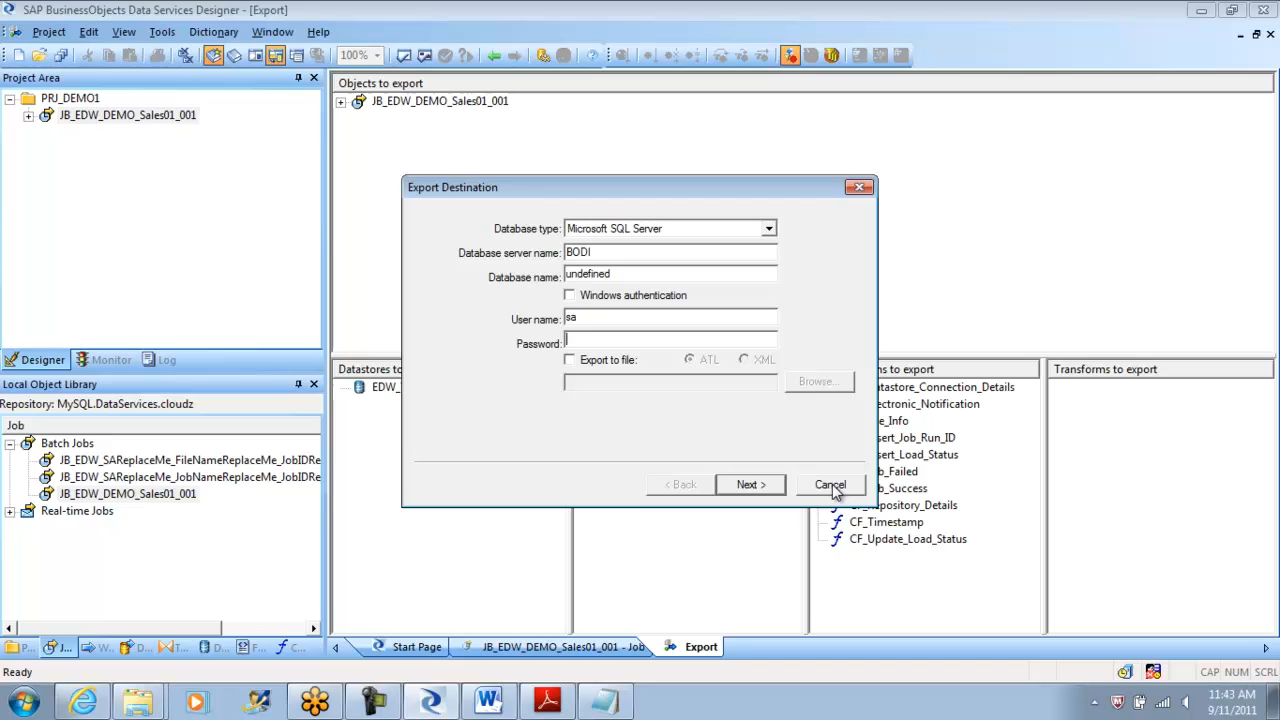 SAP BusinessObjects Data Services Designer - [Export]
Project Edit View Tools Dictionary Window Help
100%
Project Area
PRJ_DEMO1
JB_EDW_DEMO_Sales01_001
Objects to export
JB_EDW_DEMO_Sales01_001
Export Destination
Database type: Microsoft SQL Server
Database server name: BODI
Database name: undefined
Windows authentication
User name: sa
Password:
Export to file: ATL XML
Browse...
< Back Next > Cancel
Designer Monitor Log
Local Object Library
Repository: MySQL.DataServices.cloudz
Job
Batch Jobs
JB_EDW_SAReplaceMe_FileNameReplaceMe_JobIDRe
JB_EDW_SAReplaceMe_JobNameReplaceMe_JobIDRe
JB_EDW_DEMO_Sales01_001
Real-time Jobs
Datastores to
EDW_
ns to export
atastore_Connection_Details
ectronic_Notification
e_Info
sert_Job_Run_ID
sert_Load_Status
b_Failed
b_Success
CF_Repository_Details
CF_Timestamp
CF_Update_Load_Status
Transforms to export
P... J... W... D... T... D... F... C...
Start Page JB_EDW_DEMO_Sales01_001 - Job Export
Ready
CAP NUM SCRL
11:43 AM
9/11/2011